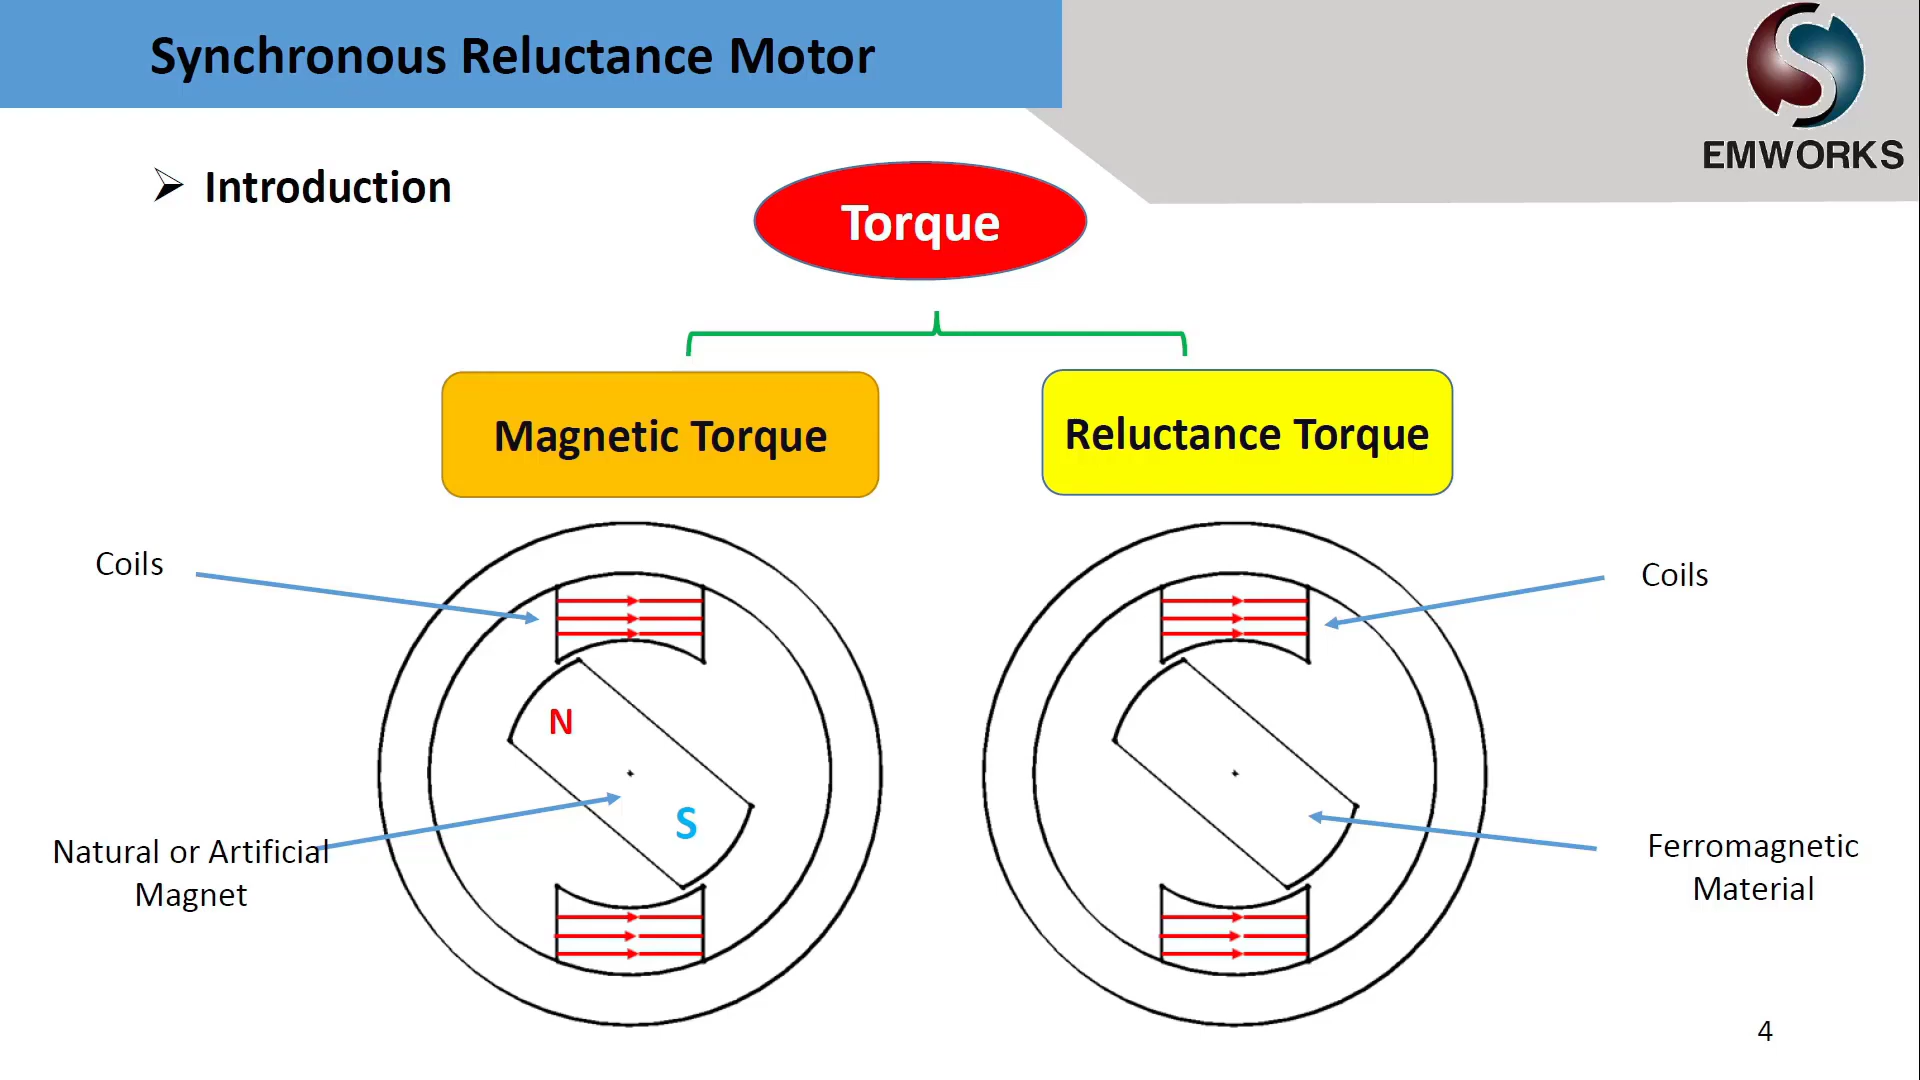 Synchronous Reluctance Motor
EMWORKS
➢ Introduction
Torque
Magnetic Torque
Reluctance Torque
Coils
Coils
N
S
Natural or Artificial
Magnet
Ferromagnetic
Material
4